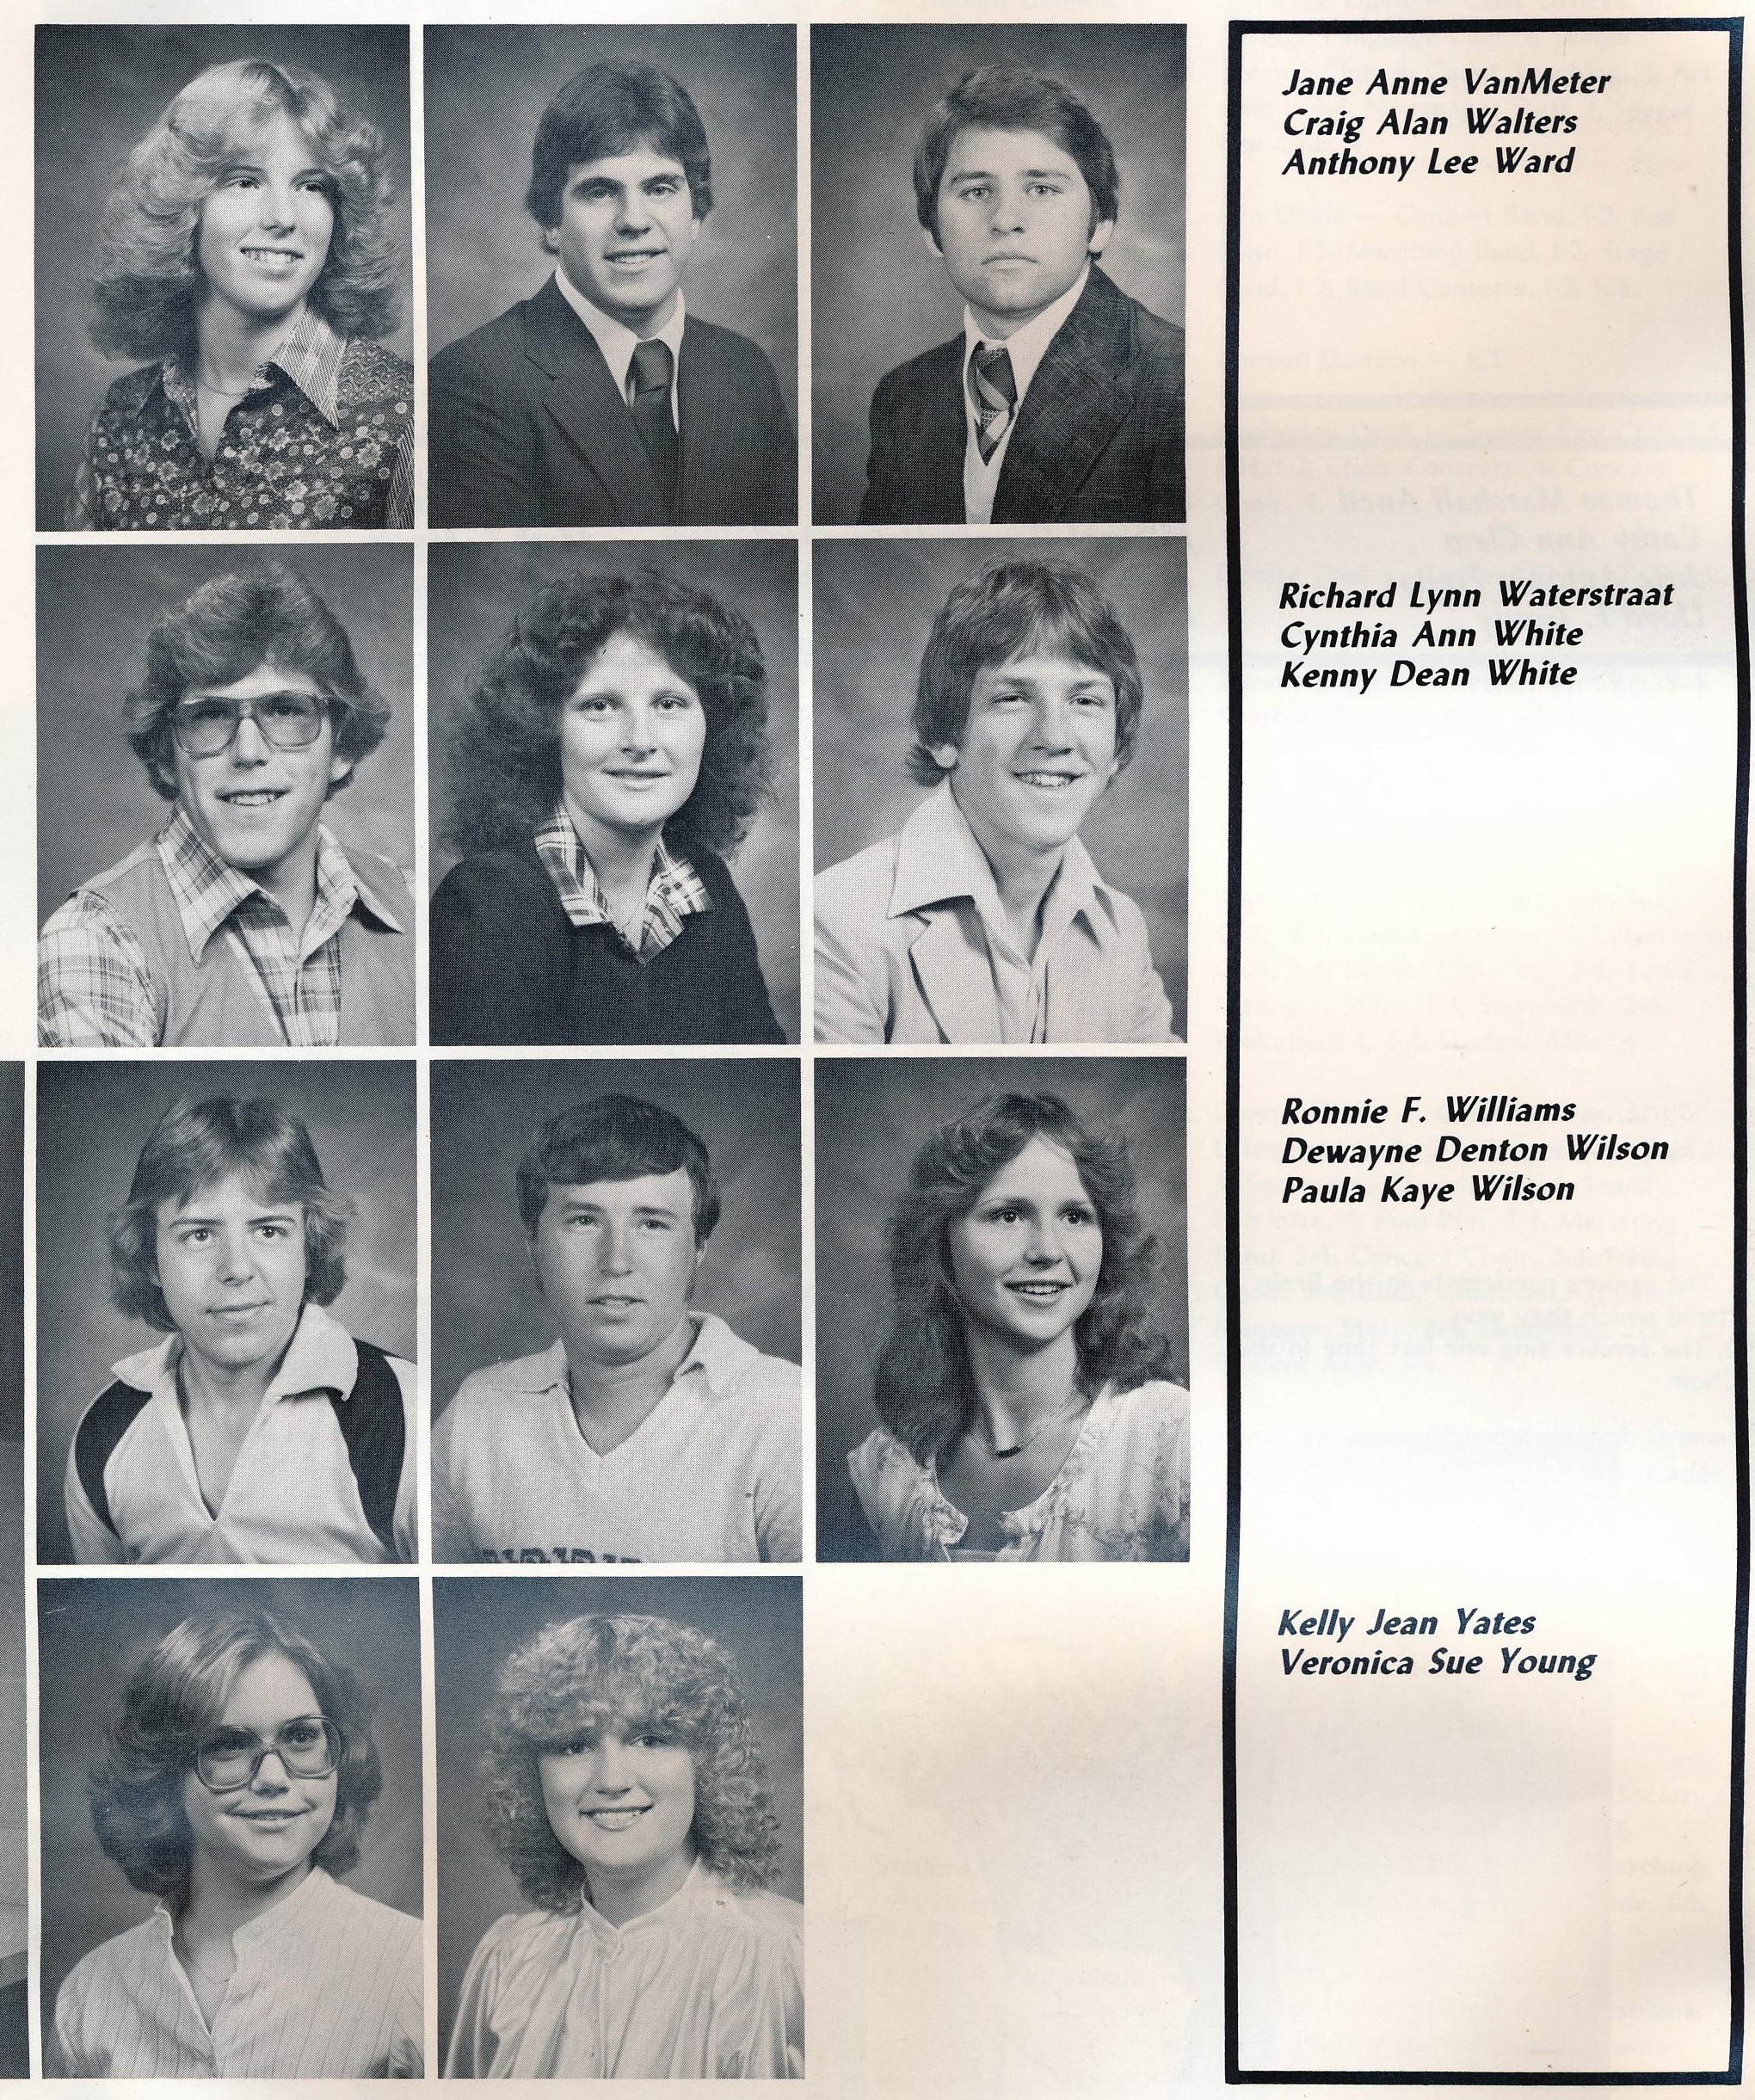 Jane Anne VanMeter
Craig Alan Walters
Anthony Lee Ward
Richard Lynn Waterstraat
Cynthia Ann White
Kenny Dean White
Ronnie F. Williams
Dewayne Denton Wilson
Paula Kaye Wilson
Kelly Jean Yates
Veronica Sue Young